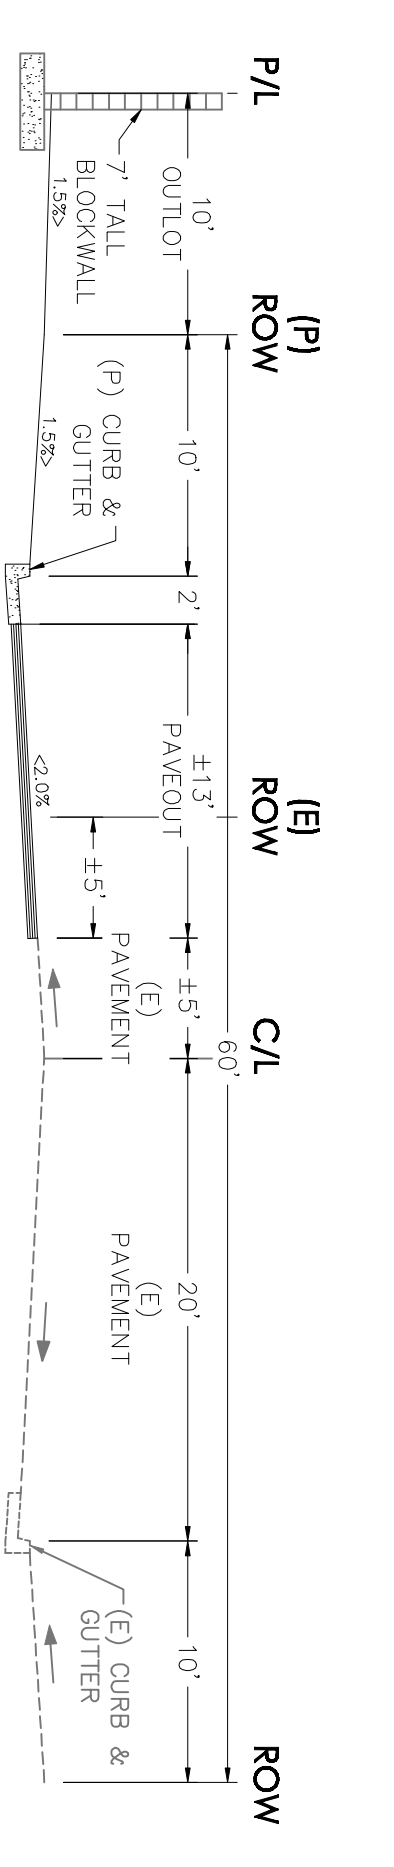 P/L
(P)
ROW
(E)
ROW
C/L
ROW
60'
10'
OUTLOT
10'
2'
±13'
PAVEOUT
±5'
20'
10'
±5'
7' TALL
BLOCKWALL
(P) CURB &
GUTTER
(E)
PAVEMENT
(E)
PAVEMENT
(E) CURB &
GUTTER
1.5%>
1.5%>
<2.0%